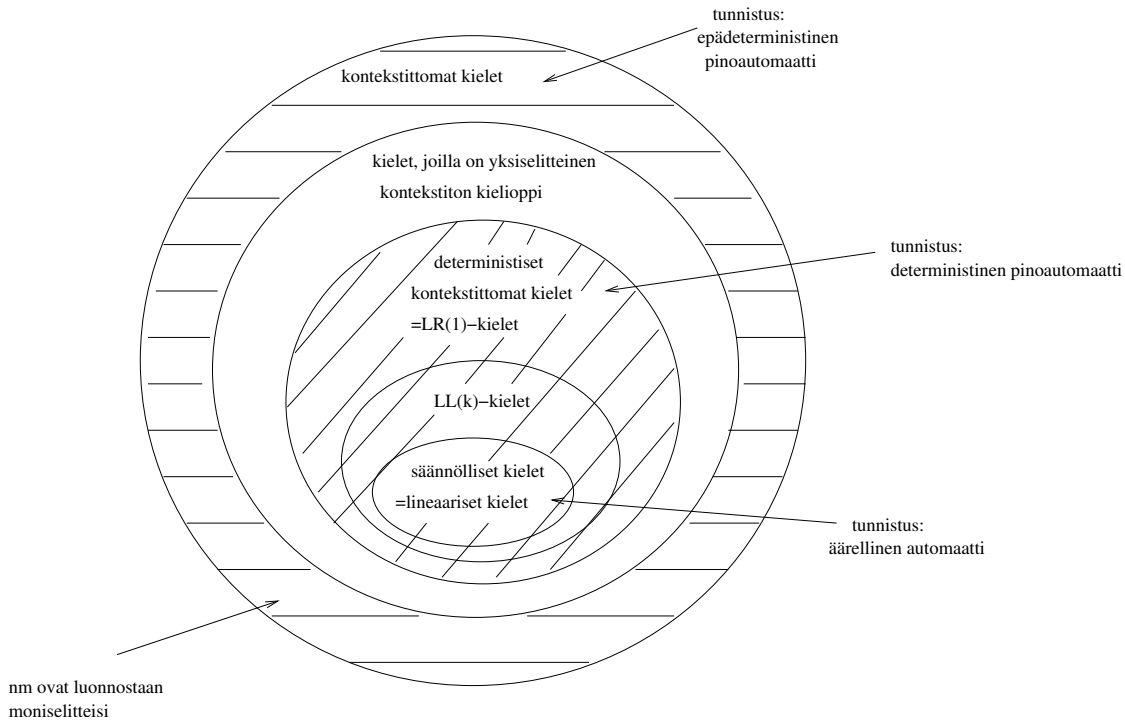 tunnistus:
epädeterministinen
pinoautomaatti
kontekstittomat kielet
kielet, joilla on yksiselitteinen
kontekstiton kielioppi
tunnistus:
deterministinen pinoautomaatti
deterministiset
kontekstittomat kielet
=LR(1)−kielet
LL(k)−kielet
säännölliset kielet
=lineaariset kielet
tunnistus:
äärellinen automaatti
nm ovat luonnostaan
moniselitteisi